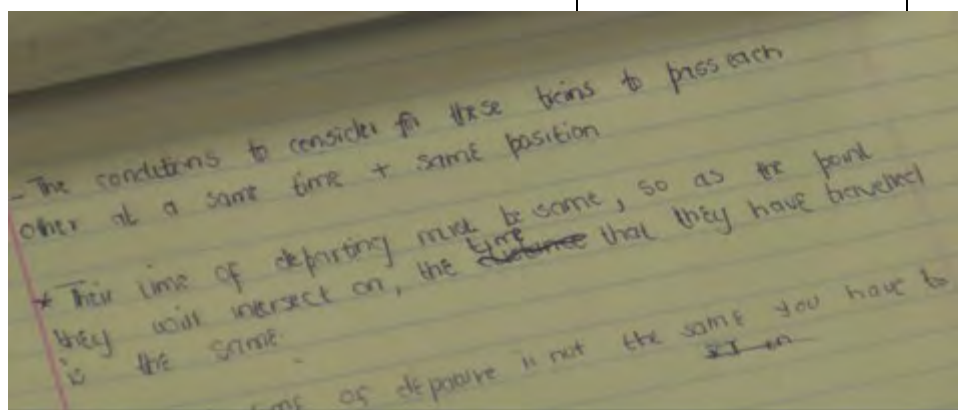 - The conditions to consider for these trains to pass each
other at a same time + same position
* Their time of departing must be same, so as the point
they will intersect on, the time that they have travelled
is the same.
time of departure is not the same you have to